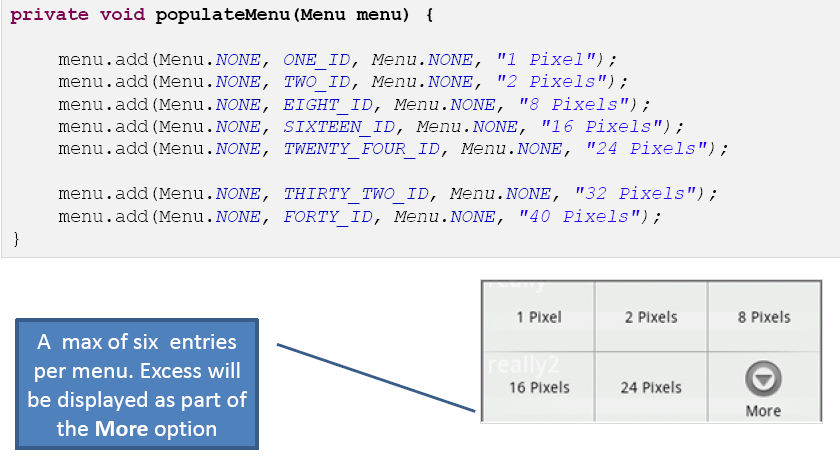 private void populateMenu(Menu menu) {
menu.add(Menu.NONE, ONE_ID, Menu.NONE, "1 Pixel");
menu.add(Menu.NONE, TWO_ID, Menu.NONE, "2 Pixels");
menu.add(Menu.NONE, EIGHT_ID, Menu.NONE, "8 Pixels");
menu.add(Menu.NONE, SIXTEEN_ID, Menu.NONE, "16 Pixels");
menu.add(Menu.NONE, TWENTY_FOUR_ID, Menu.NONE, "24 Pixels");
menu.add(Menu.NONE, THIRTY_TWO_ID, Menu.NONE, "32 Pixels");
menu.add(Menu.NONE, FORTY_ID, Menu.NONE, "40 Pixels");
}
A max of six entries
per menu. Excess will
be displayed as part of
the More option
really
1 Pixel 2 Pixels 8 Pixels
really2
16 Pixels 24 Pixels
More